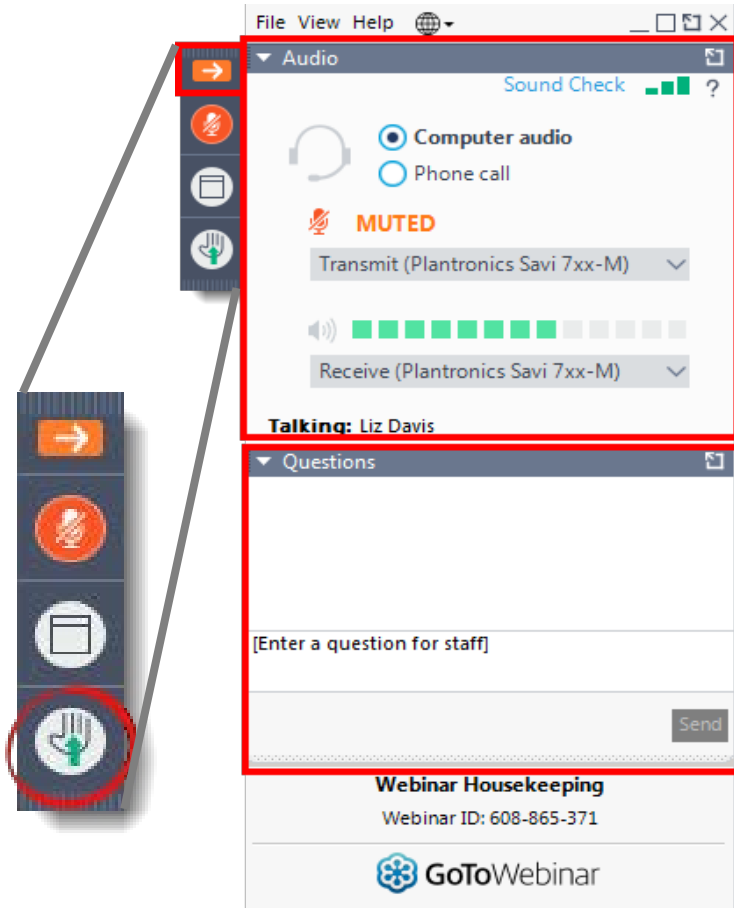 File View Help
Audio
Sound Check ?
Computer audio
Phone call
MUTED
Transmit (Plantronics Savi 7xx-M)
Receive (Plantronics Savi 7xx-M)
Talking: Liz Davis
Questions
[Enter a question for staff]
Send
Webinar Housekeeping
Webinar ID: 608-865-371
GoToWebinar